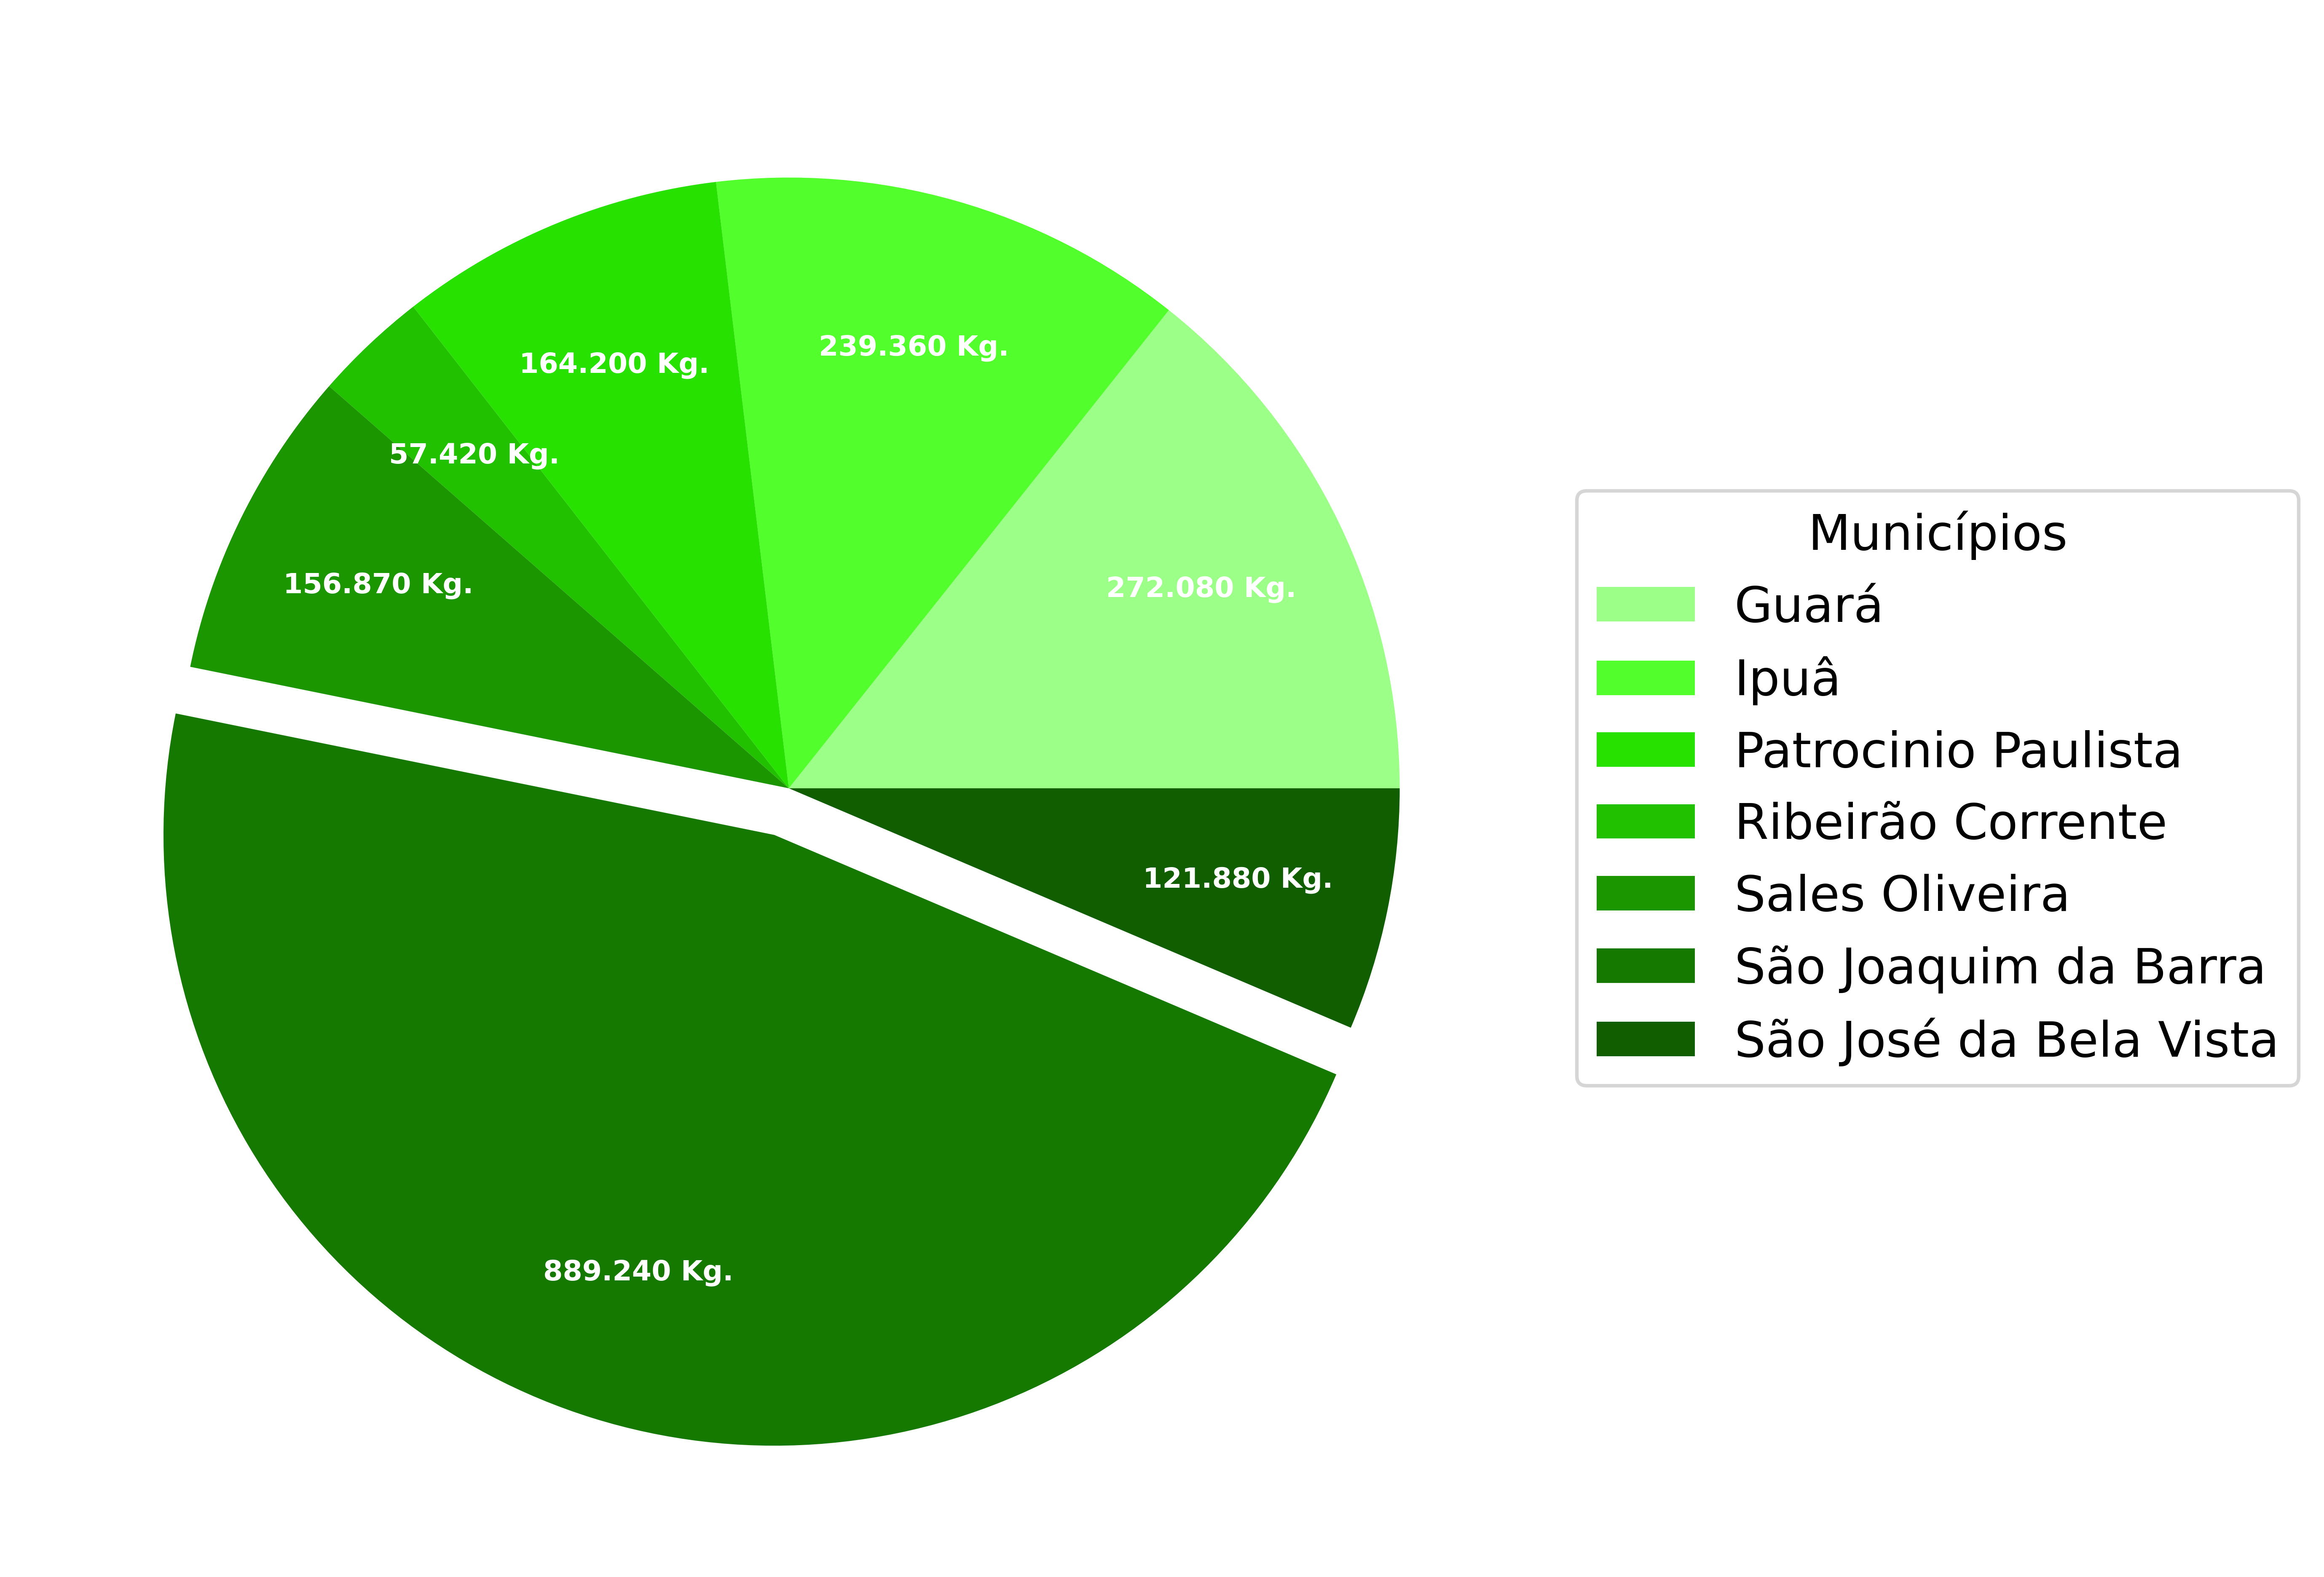 239.360 Kg.
164.200 Kg.
57.420 Kg.
156.870 Kg.
272.080 Kg.
121.880 Kg.
889.240 Kg.
Municípios
Guará
Ipuâ
Patrocinio Paulista
Ribeirão Corrente
Sales Oliveira
São Joaquim da Barra
São José da Bela Vista